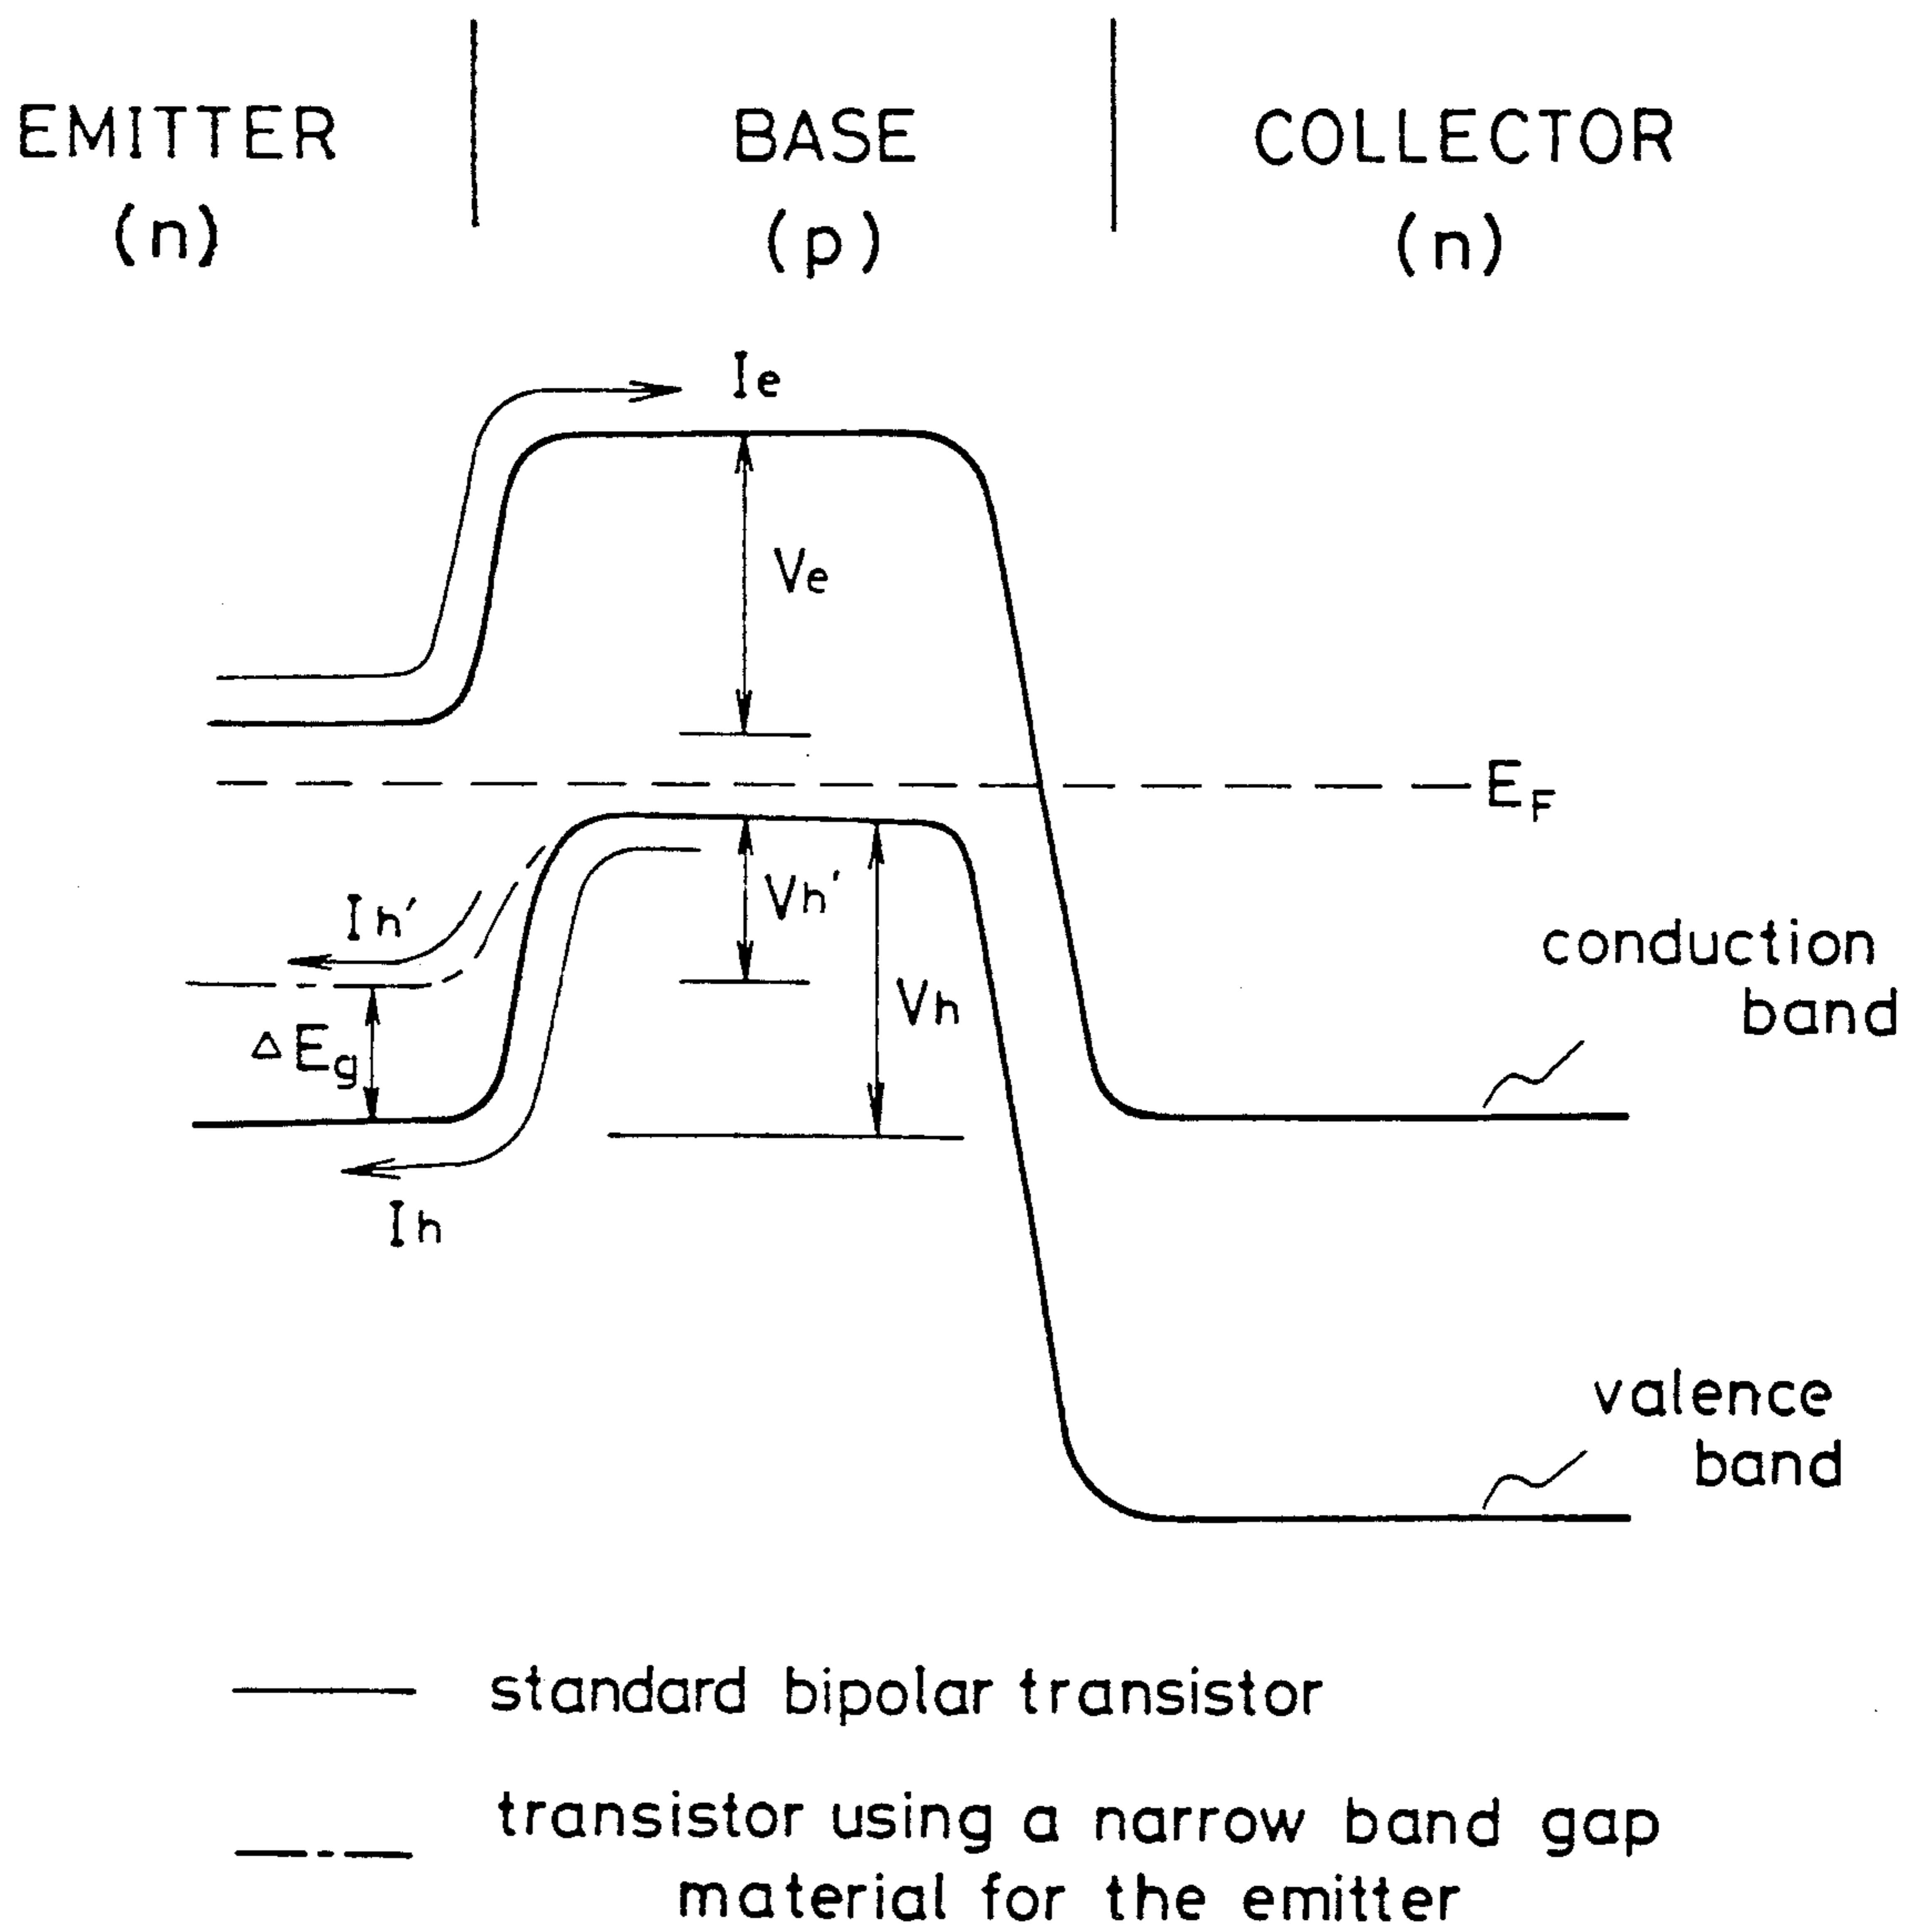 EMITTER
(n)
BASE
(p)
COLLECTOR
(n)
Ie
Ve
EF
Ih′
Vh′
Vh
ΔEg
Ih
conduction
band
valence
band
standard bipolar transistor
transistor using a narrow band gap
material for the emitter